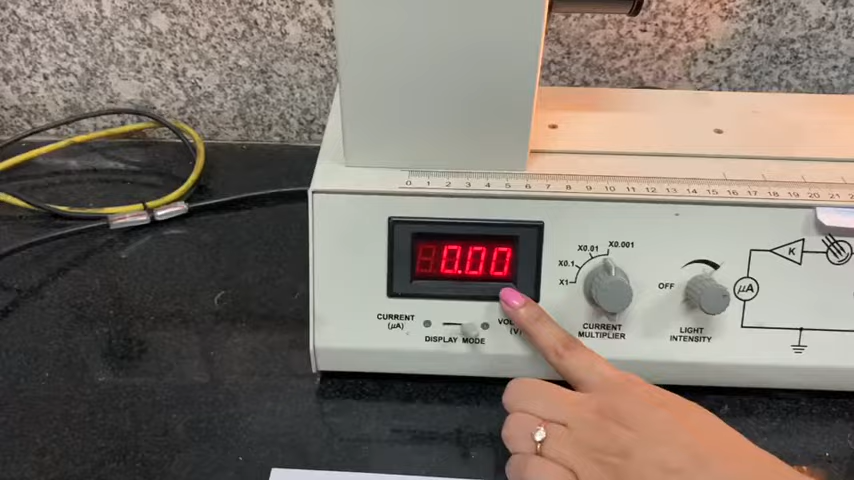 0 1 2 3 4 5 6 7 8 9 10 11 12 13 14 15 16 17 18 19 20 21
0.00.0
X0.01 X0.001
X0.1
X1
OFF
CURRENT
(μA)
DISPLAY MODE
(V)
CURRENT
MULTIPLIER
LIGHT
INTENSITY
K
μA